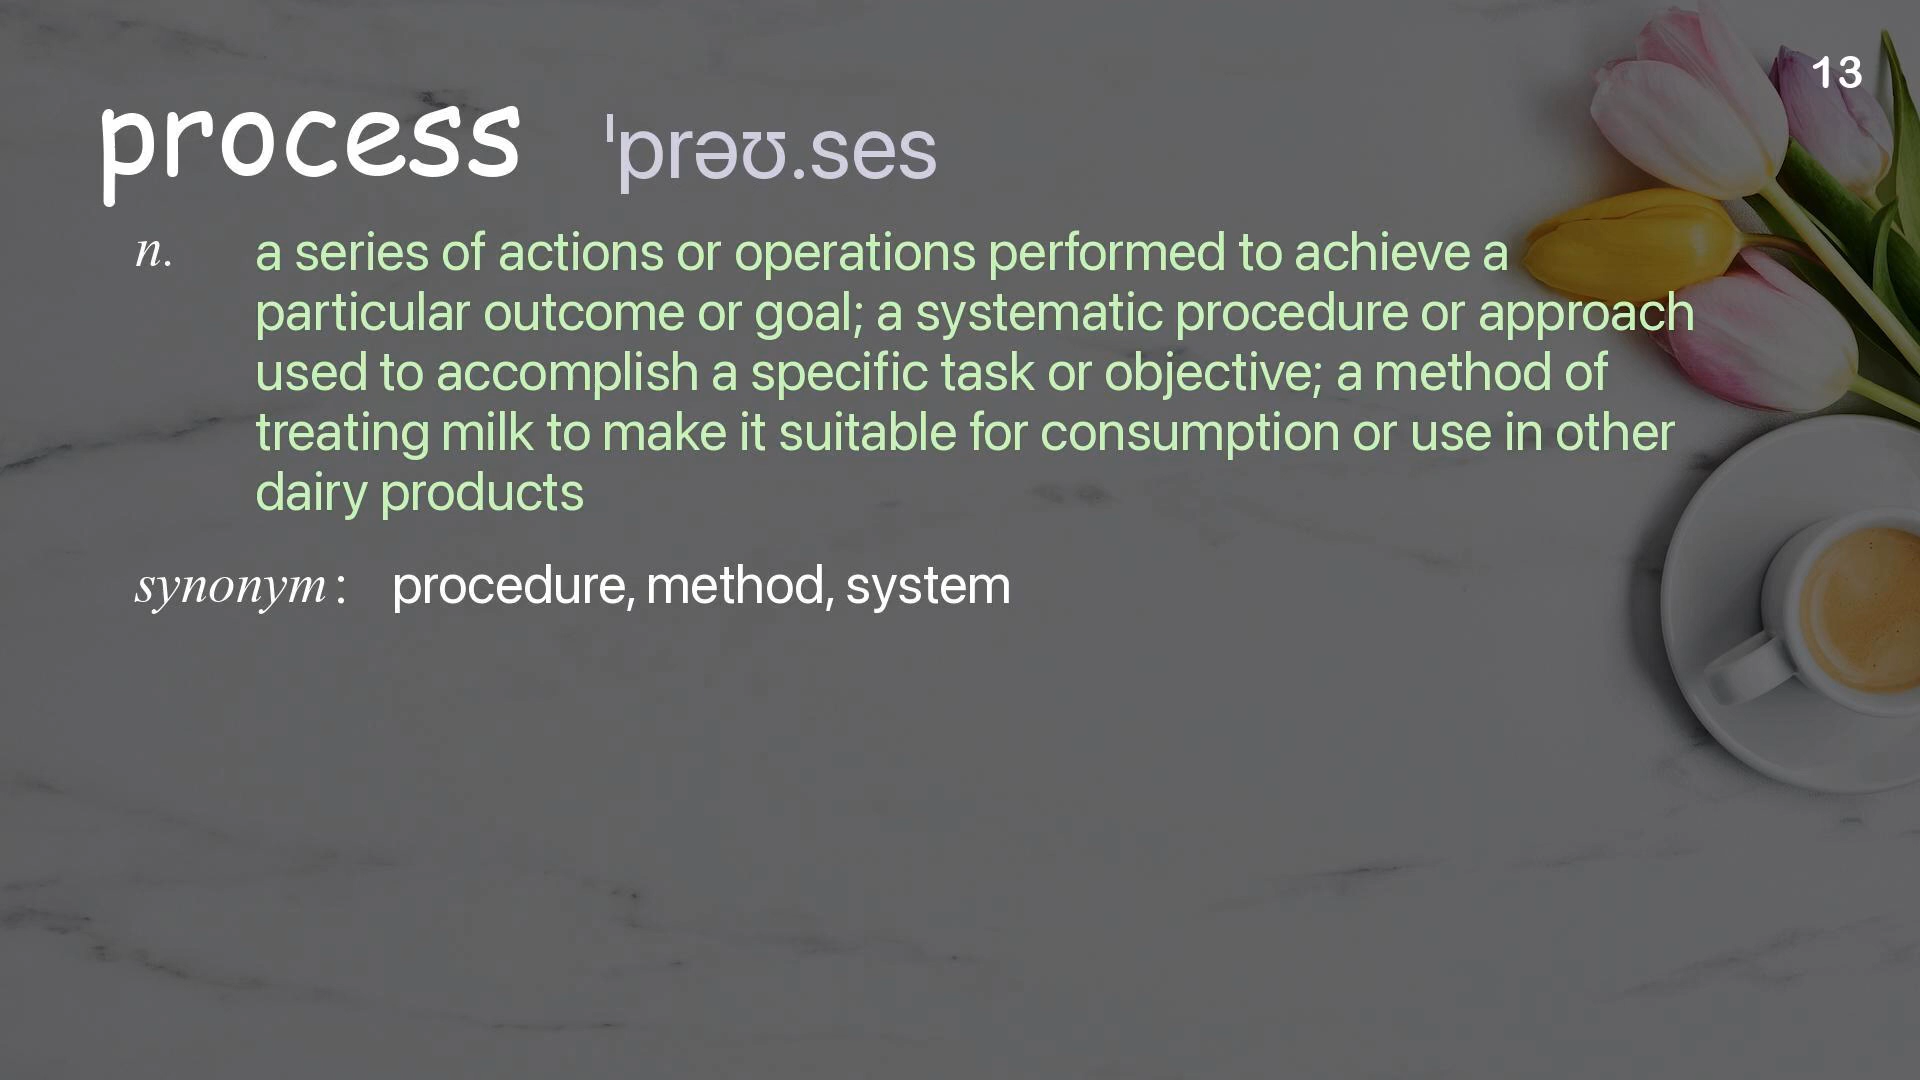 13
process ˈprəʊ.ses
n. a series of actions or operations performed to achieve a
particular outcome or goal; a systematic procedure or approach
used to accomplish a specific task or objective; a method of
treating milk to make it suitable for consumption or use in other
dairy products
synonym: procedure, method, system